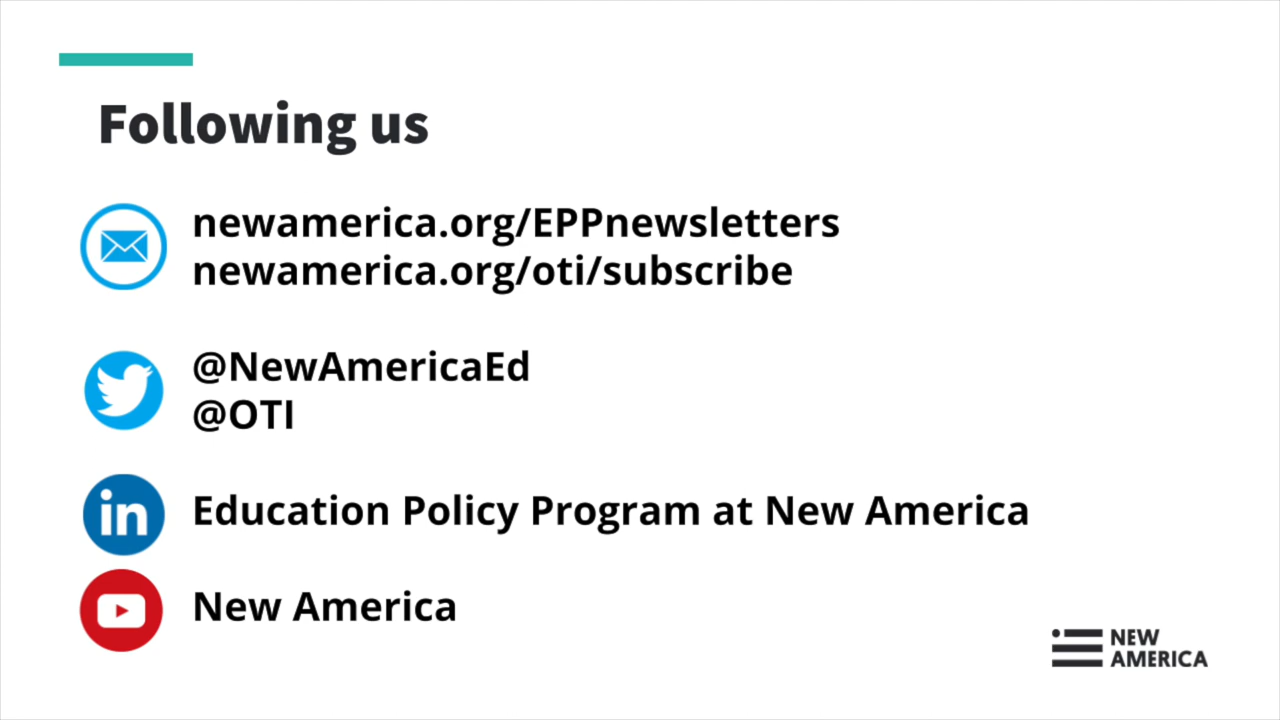 Following us
newamerica.org/EPPnewsletters
newamerica.org/oti/subscribe
@NewAmericaEd
@OTI
in
Education Policy Program at New America
New America
NEW
AMERICA